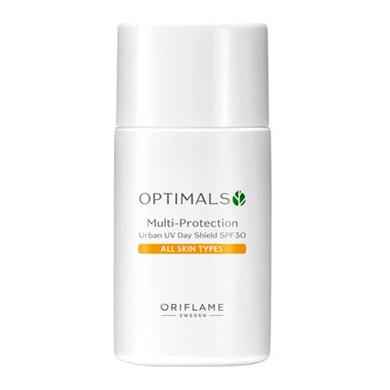 OPTIMALS
Multi-Protection
Urban UV Day Shield SPF30
ALL SKIN TYPES
ORIFLAME
SWEDEN